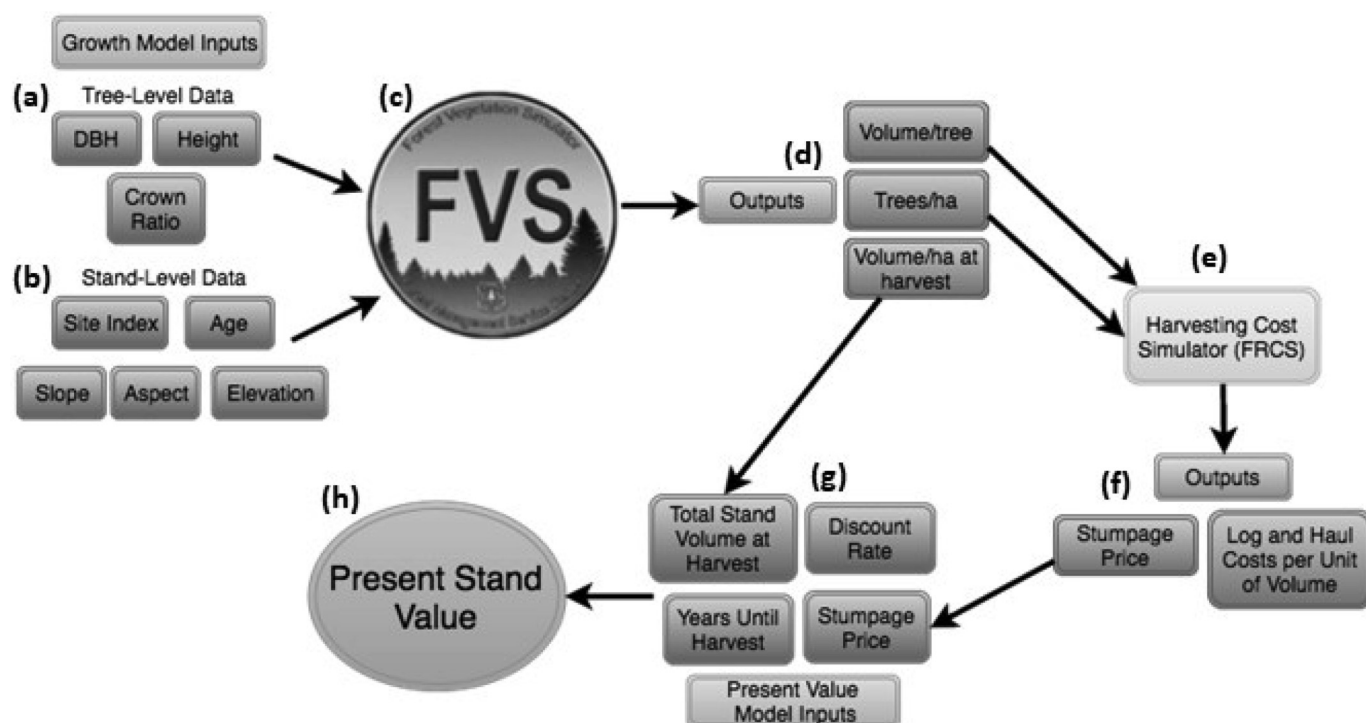 Growth Model Inputs
(a)
Tree-Level Data
DBH
Height
Crown
Ratio
(b)
Stand-Level Data
Site Index
Age
Slope
Aspect
Elevation
(c)
Forest Vegetation Simulator
FVS
(d)
Outputs
Volume/tree
Trees/ha
Volume/ha at
harvest
(e)
Harvesting Cost
Simulator (FRCS)
Outputs
(f)
Stumpage
Price
Log and Haul
Costs per Unit
of Volume
(g)
Total Stand
Volume at
Harvest
Discount
Rate
Years Until
Harvest
Stumpage
Price
Present Value
Model Inputs
(h)
Present Stand
Value